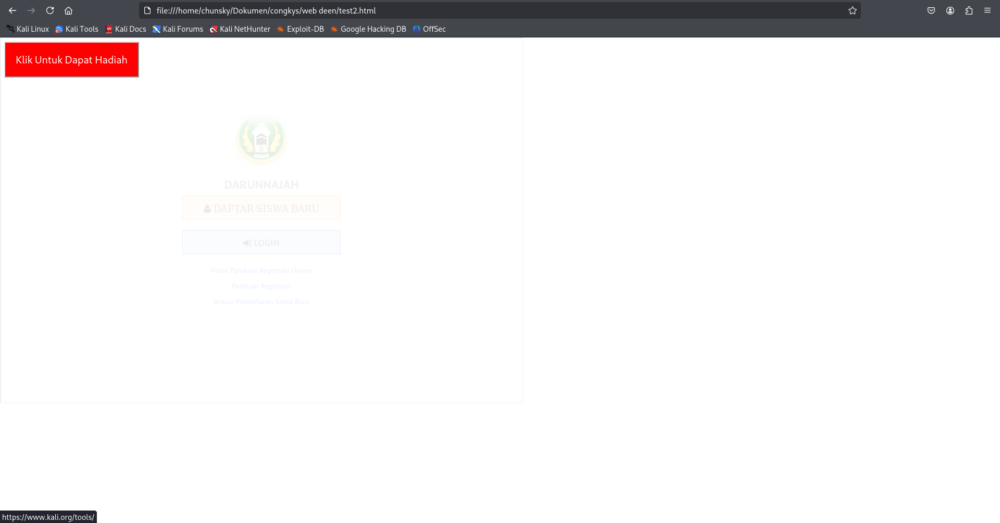 file:///home/chunsky/Dokumen/congkys/web deen/test2.html
Kali Linux Kali Tools Kali Docs Kali Forums Kali NetHunter Exploit-DB Google Hacking DB OffSec
Klik Untuk Dapat Hadiah
DARUNNAJAH
DAFTAR SISWA BARU
LOGIN
Video Panduan Registrasi Online
Panduan Registrasi
Brosur Pendaftaran Siswa Baru
https://www.kali.org/tools/